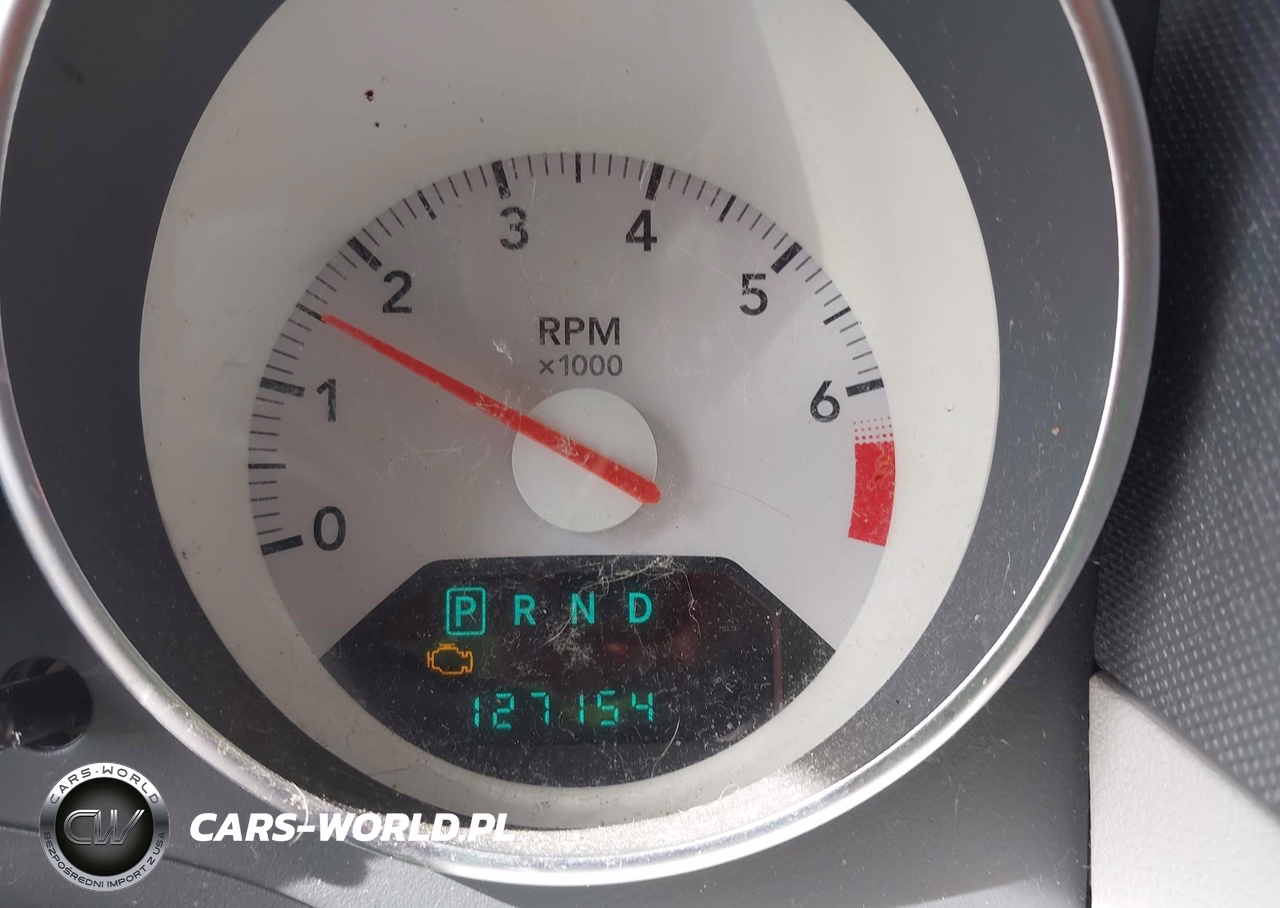 3 4
2 5
RPM
×1000
1 6
0
P R N D
127154
CARS-WORLD
CW
BEZPOŚREDNI IMPORT Z USA
CARS-WORLD.PL